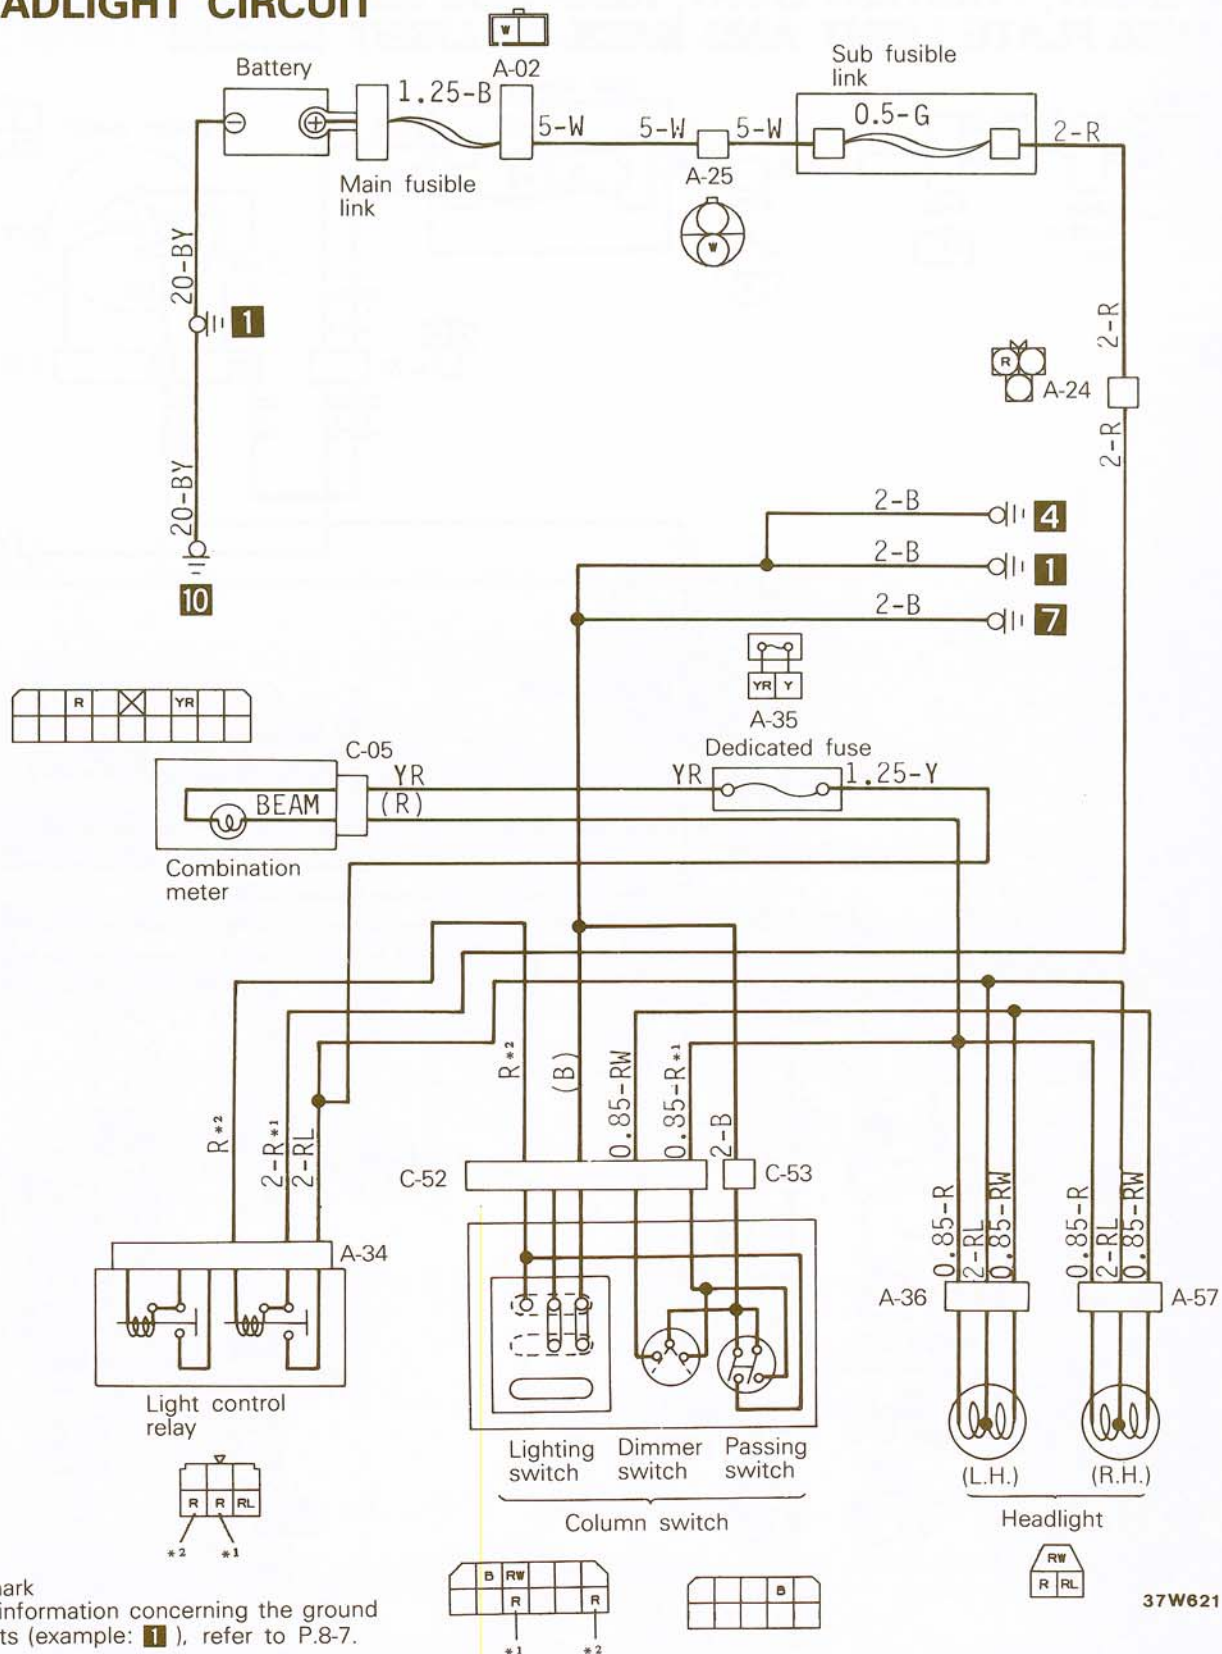 ADLIGHT CIRCUIT
W
A-02
Battery
1.25-B
Sub fusible
link
0.5-G
5-W
5-W
5-W
2-R
Main fusible
link
A-25
W
20-BY
1
2-R
R
A-24
2-R
20-BY
10
2-B
4
2-B
1
2-B
7
YR Y
A-35
Dedicated fuse
R YR
C-05
YR
YR
1.25-Y
BEAM
(R)
Combination
meter
R*2
2-R*1
2-RL
R*2
(B)
0.85-RW
0.85-R*1
2-B
C-52
C-53
0.85-R
2-RL
0.85-RW
0.85-R
2-RL
0.85-RW
A-34
A-36
A-57
Light control
relay
Lighting
switch
Dimmer
switch
Passing
switch
Column switch
(L.H.)
(R.H.)
Headlight
R R RL
*2 *1
B RW
R R
*1 *2
B
RW
R RL
37W621
nark
information concerning the ground
ts (example: 1 ), refer to P.8-7.